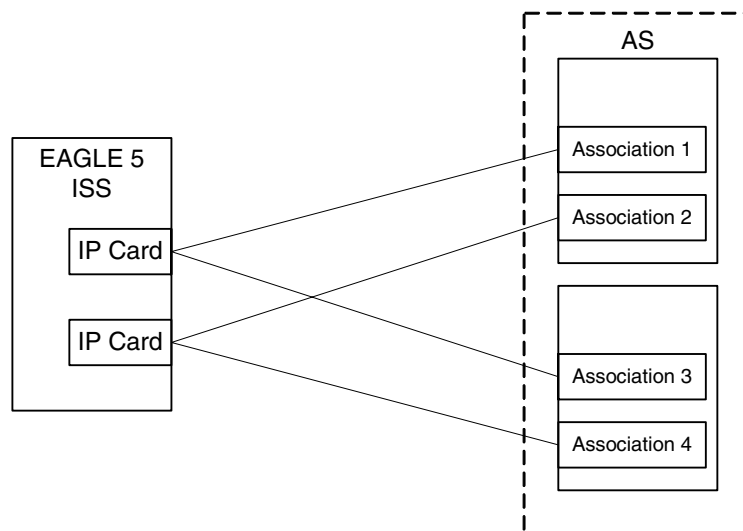 AS
EAGLE 5
ISS
IP Card
IP Card
Association 1
Association 2
Association 3
Association 4